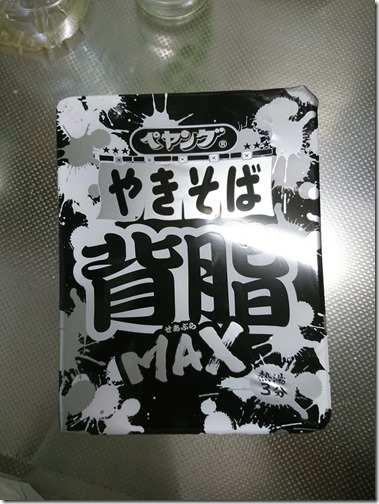 ペヤング®
やきそば
背脂
せあぶら
MAX
熱湯
3分